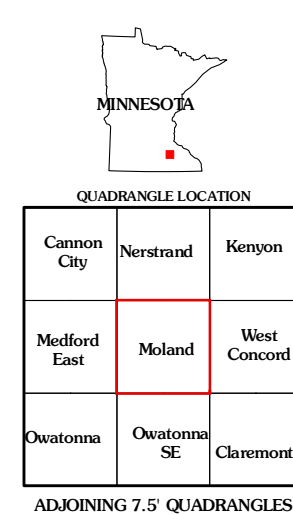 MINNESOTA
QUADRANGLE LOCATION
Cannon City
Nerstrand
Kenyon
Medford East
Moland
West Concord
Owatonna
Owatonna SE
Claremont
ADJOINING 7.5' QUADRANGLES